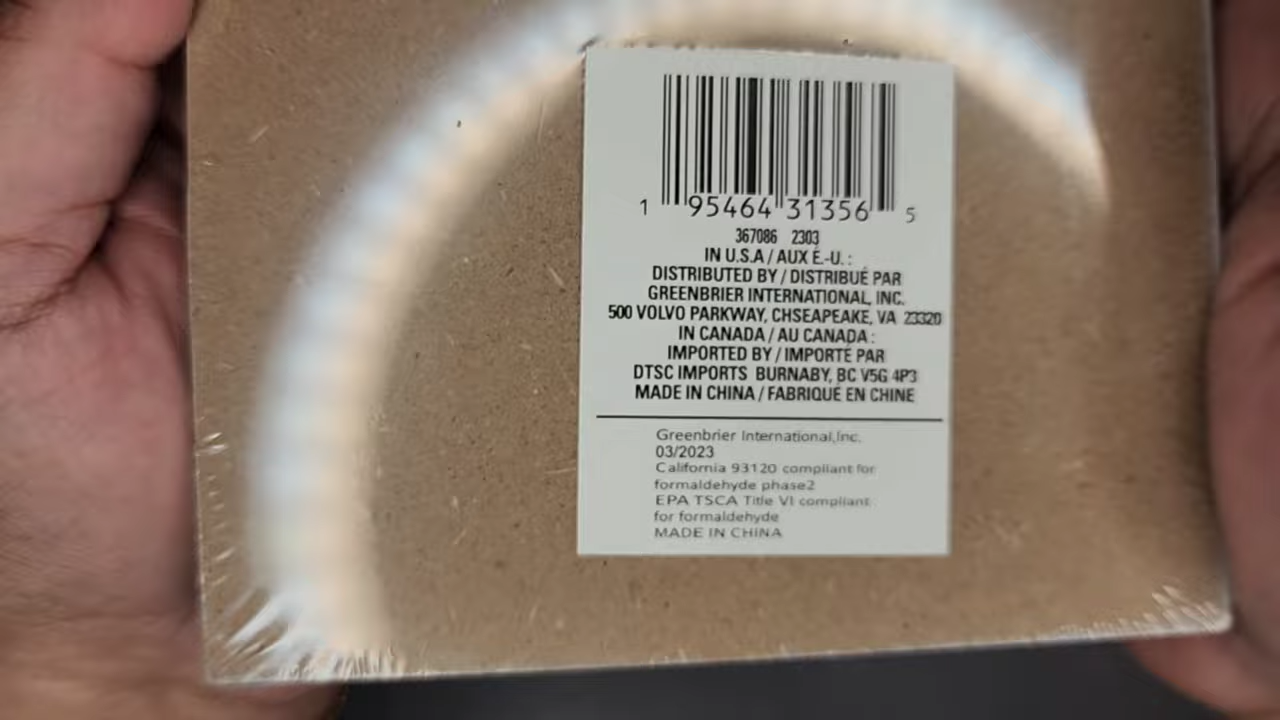 1 95464 31356 5
367086 2303
IN U.S.A / AUX É.-U. :
DISTRIBUTED BY / DISTRIBUÉ PAR
GREENBRIER INTERNATIONAL, INC.
500 VOLVO PARKWAY, CHSEAPEAKE, VA 23320
IN CANADA / AU CANADA :
IMPORTED BY / IMPORTÉ PAR
DTSC IMPORTS BURNABY, BC V5G 4P3
MADE IN CHINA / FABRIQUÉ EN CHINE
Greenbrier International,Inc.
03/2023
California 93120 compliant for
formaldehyde phase2
EPA TSCA Title VI compliant
for formaldehyde
MADE IN CHINA